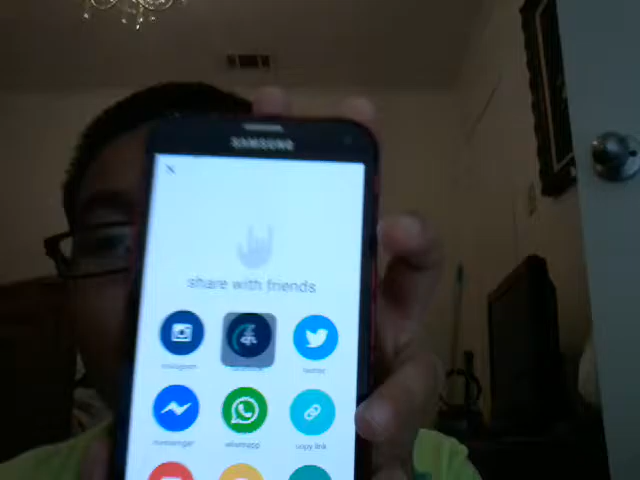 SAMSUNG
share with friends
instagram
twitter
messenger
whatsapp
copy link